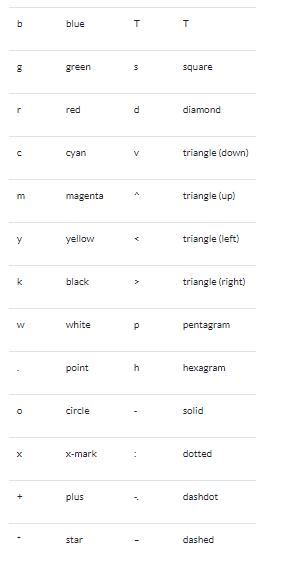 b blue T T
g green s square
r red d diamond
c cyan v triangle (down)
m magenta ^ triangle (up)
y yellow < triangle (left)
k black > triangle (right)
w white p pentagram
. point h hexagram
o circle - solid
x x-mark : dotted
+ plus -. dashdot
* star – dashed